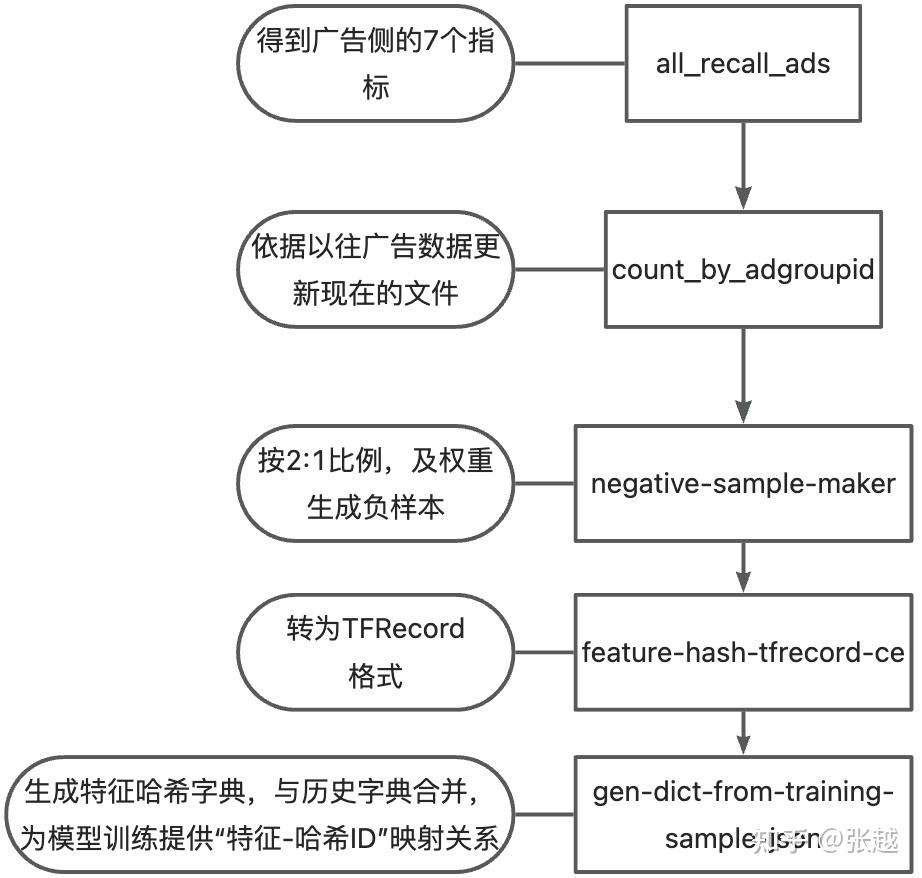 得到广告侧的7个指
标
all_recall_ads
依据以往广告数据更
新现在的文件
count_by_adgroupid
按2:1比例，及权重
生成负样本
negative-sample-maker
转为TFRecord
格式
feature-hash-tfrecord-ce
生成特征哈希字典，与历史字典合并，
为模型训练提供“特征-哈希ID”映射关系
gen-dict-from-training-
sample.json
知乎 @张越